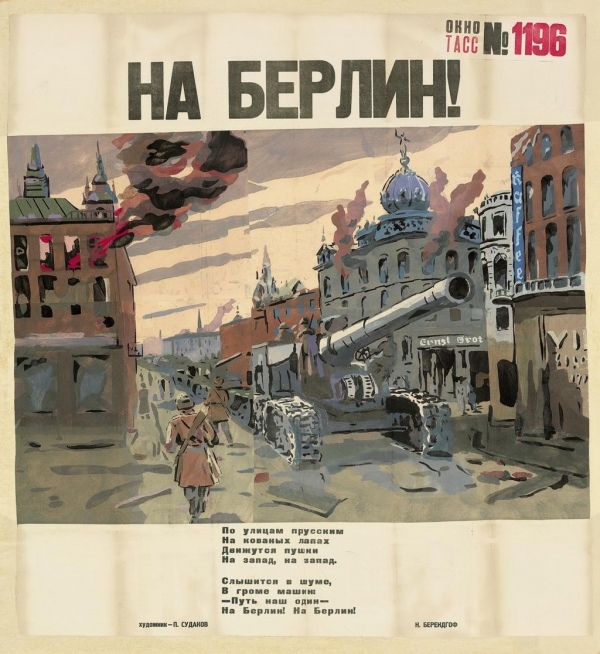 ОКНО
ТАСС № 1196
НА БЕРЛИН!
Kaffee
Ernst Grot
По улицам прусским
На кованых лапах
Движутся пушки
На запад, на запад.
Слышится в шуме,
В громе машин:
—Путь наш один—
На Берлин! На Берлин!
художник—П. СУДАКОВ
Н. БЕРЕНДГОФ